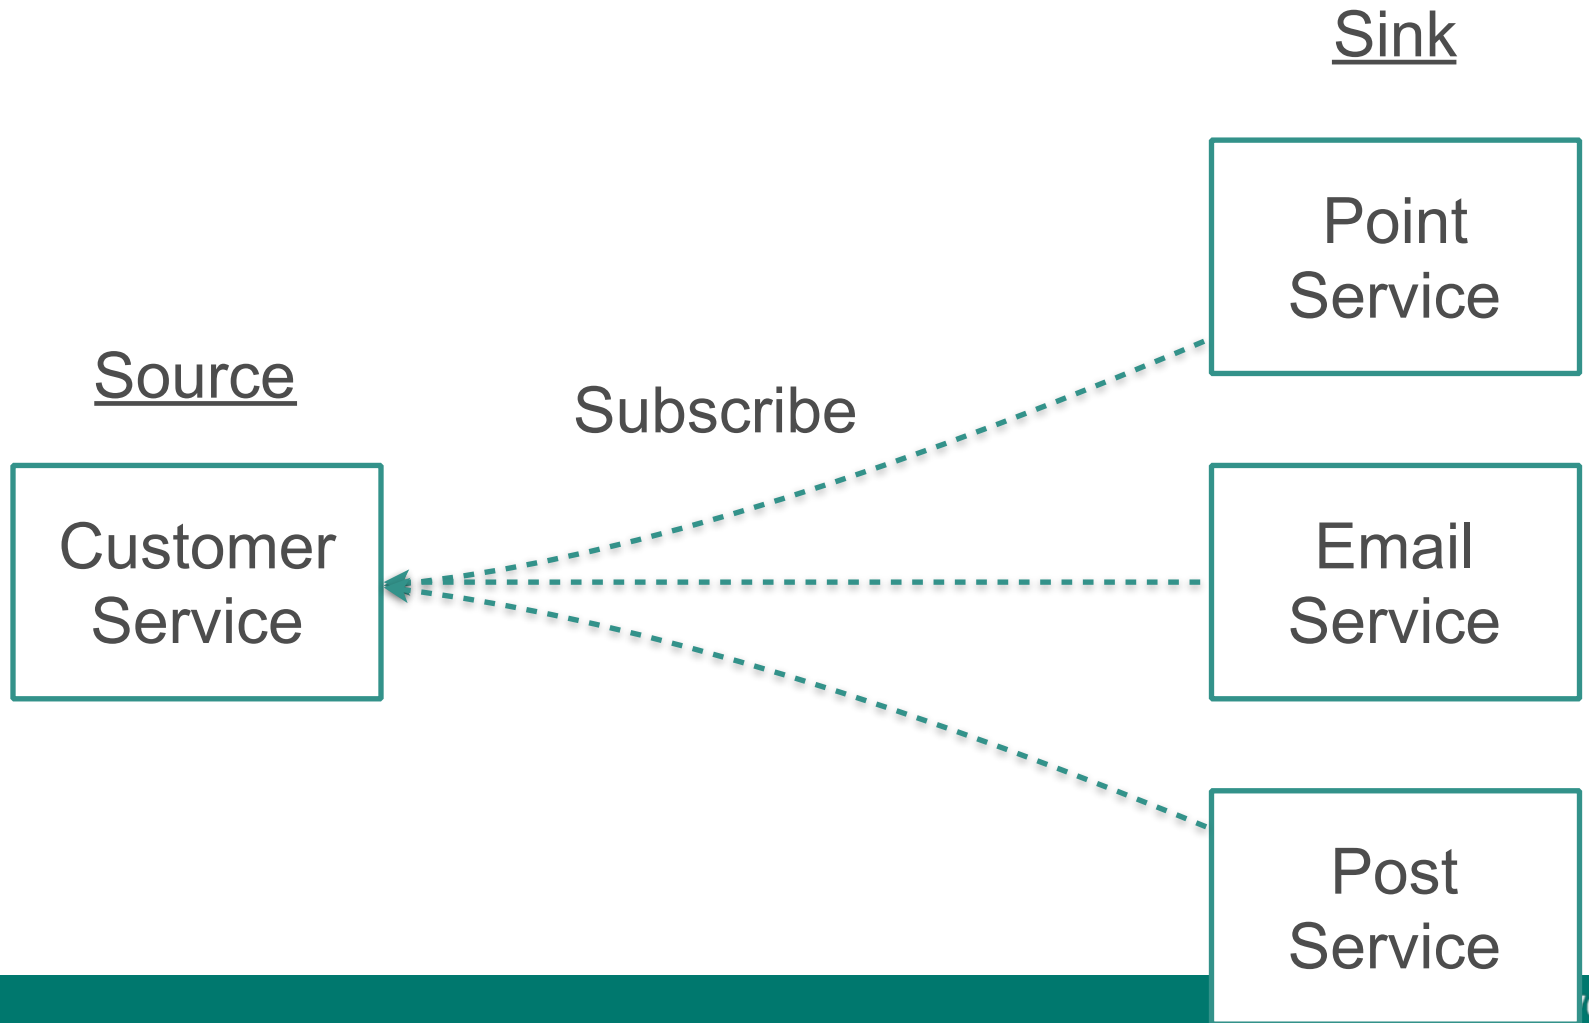 Sink
Point
Service
Source
Subscribe
Customer
Service
Email
Service
Post
Service